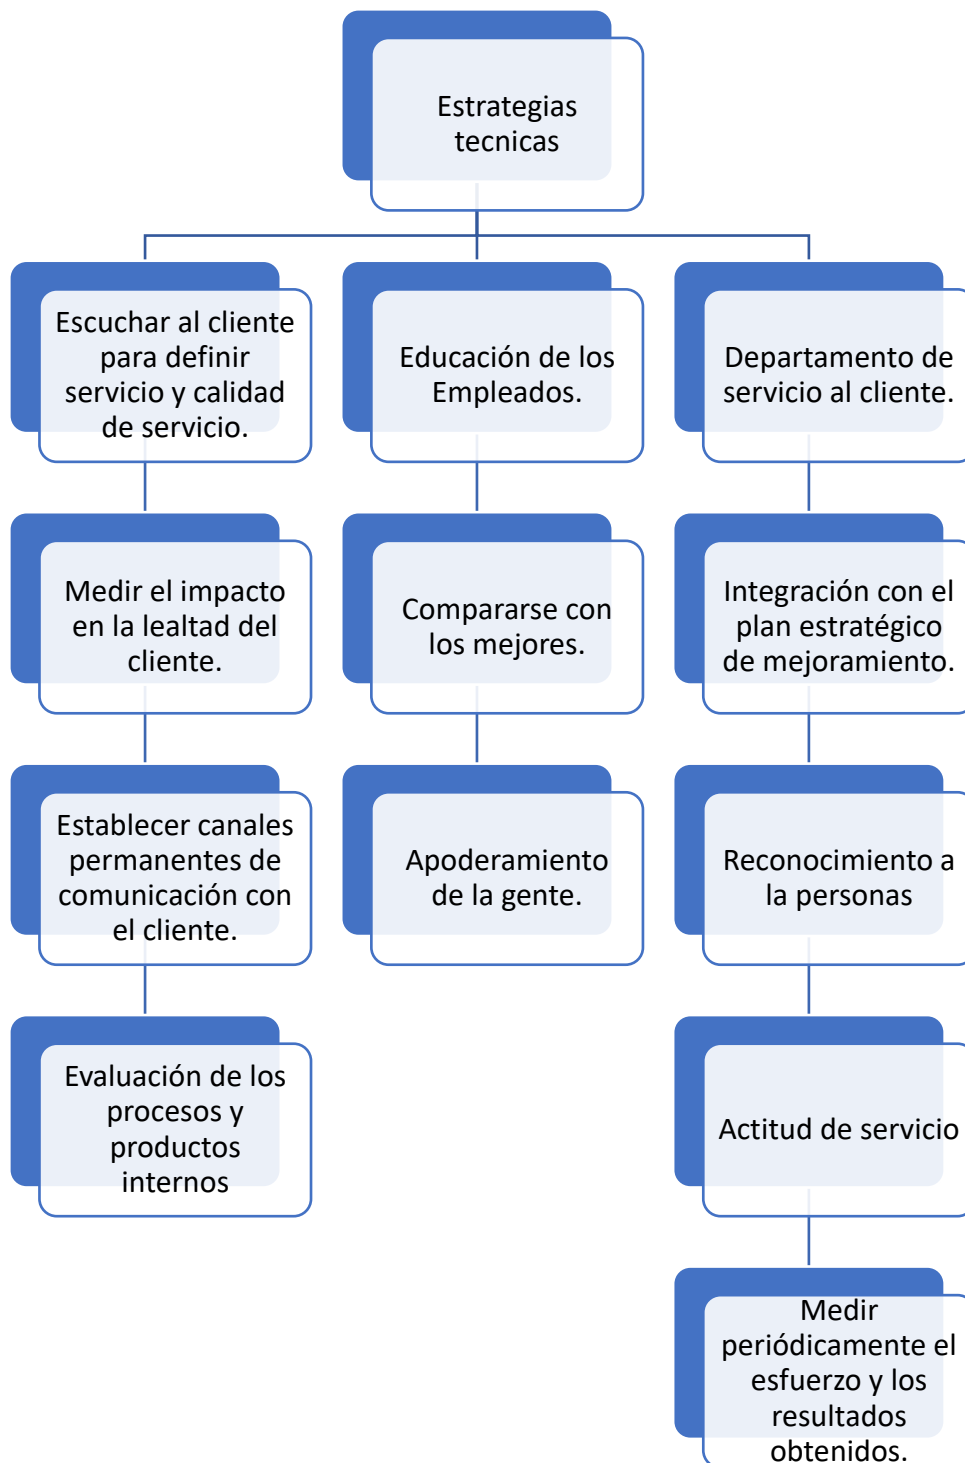 Estrategias
tecnicas
Escuchar al cliente
para definir
servicio y calidad
de servicio.
Medir el impacto
en la lealtad del
cliente.
Establecer canales
permanentes de
comunicación con
el cliente.
Evaluación de los
procesos y
productos
internos
Educación de los
Empleados.
Compararse con
los mejores.
Apoderamiento
de la gente.
Departamento de
servicio al cliente.
Integración con el
plan estratégico
de mejoramiento.
Reconocimiento a
la personas
Actitud de servicio
Medir
periódicamente el
esfuerzo y los
resultados
obtenidos.